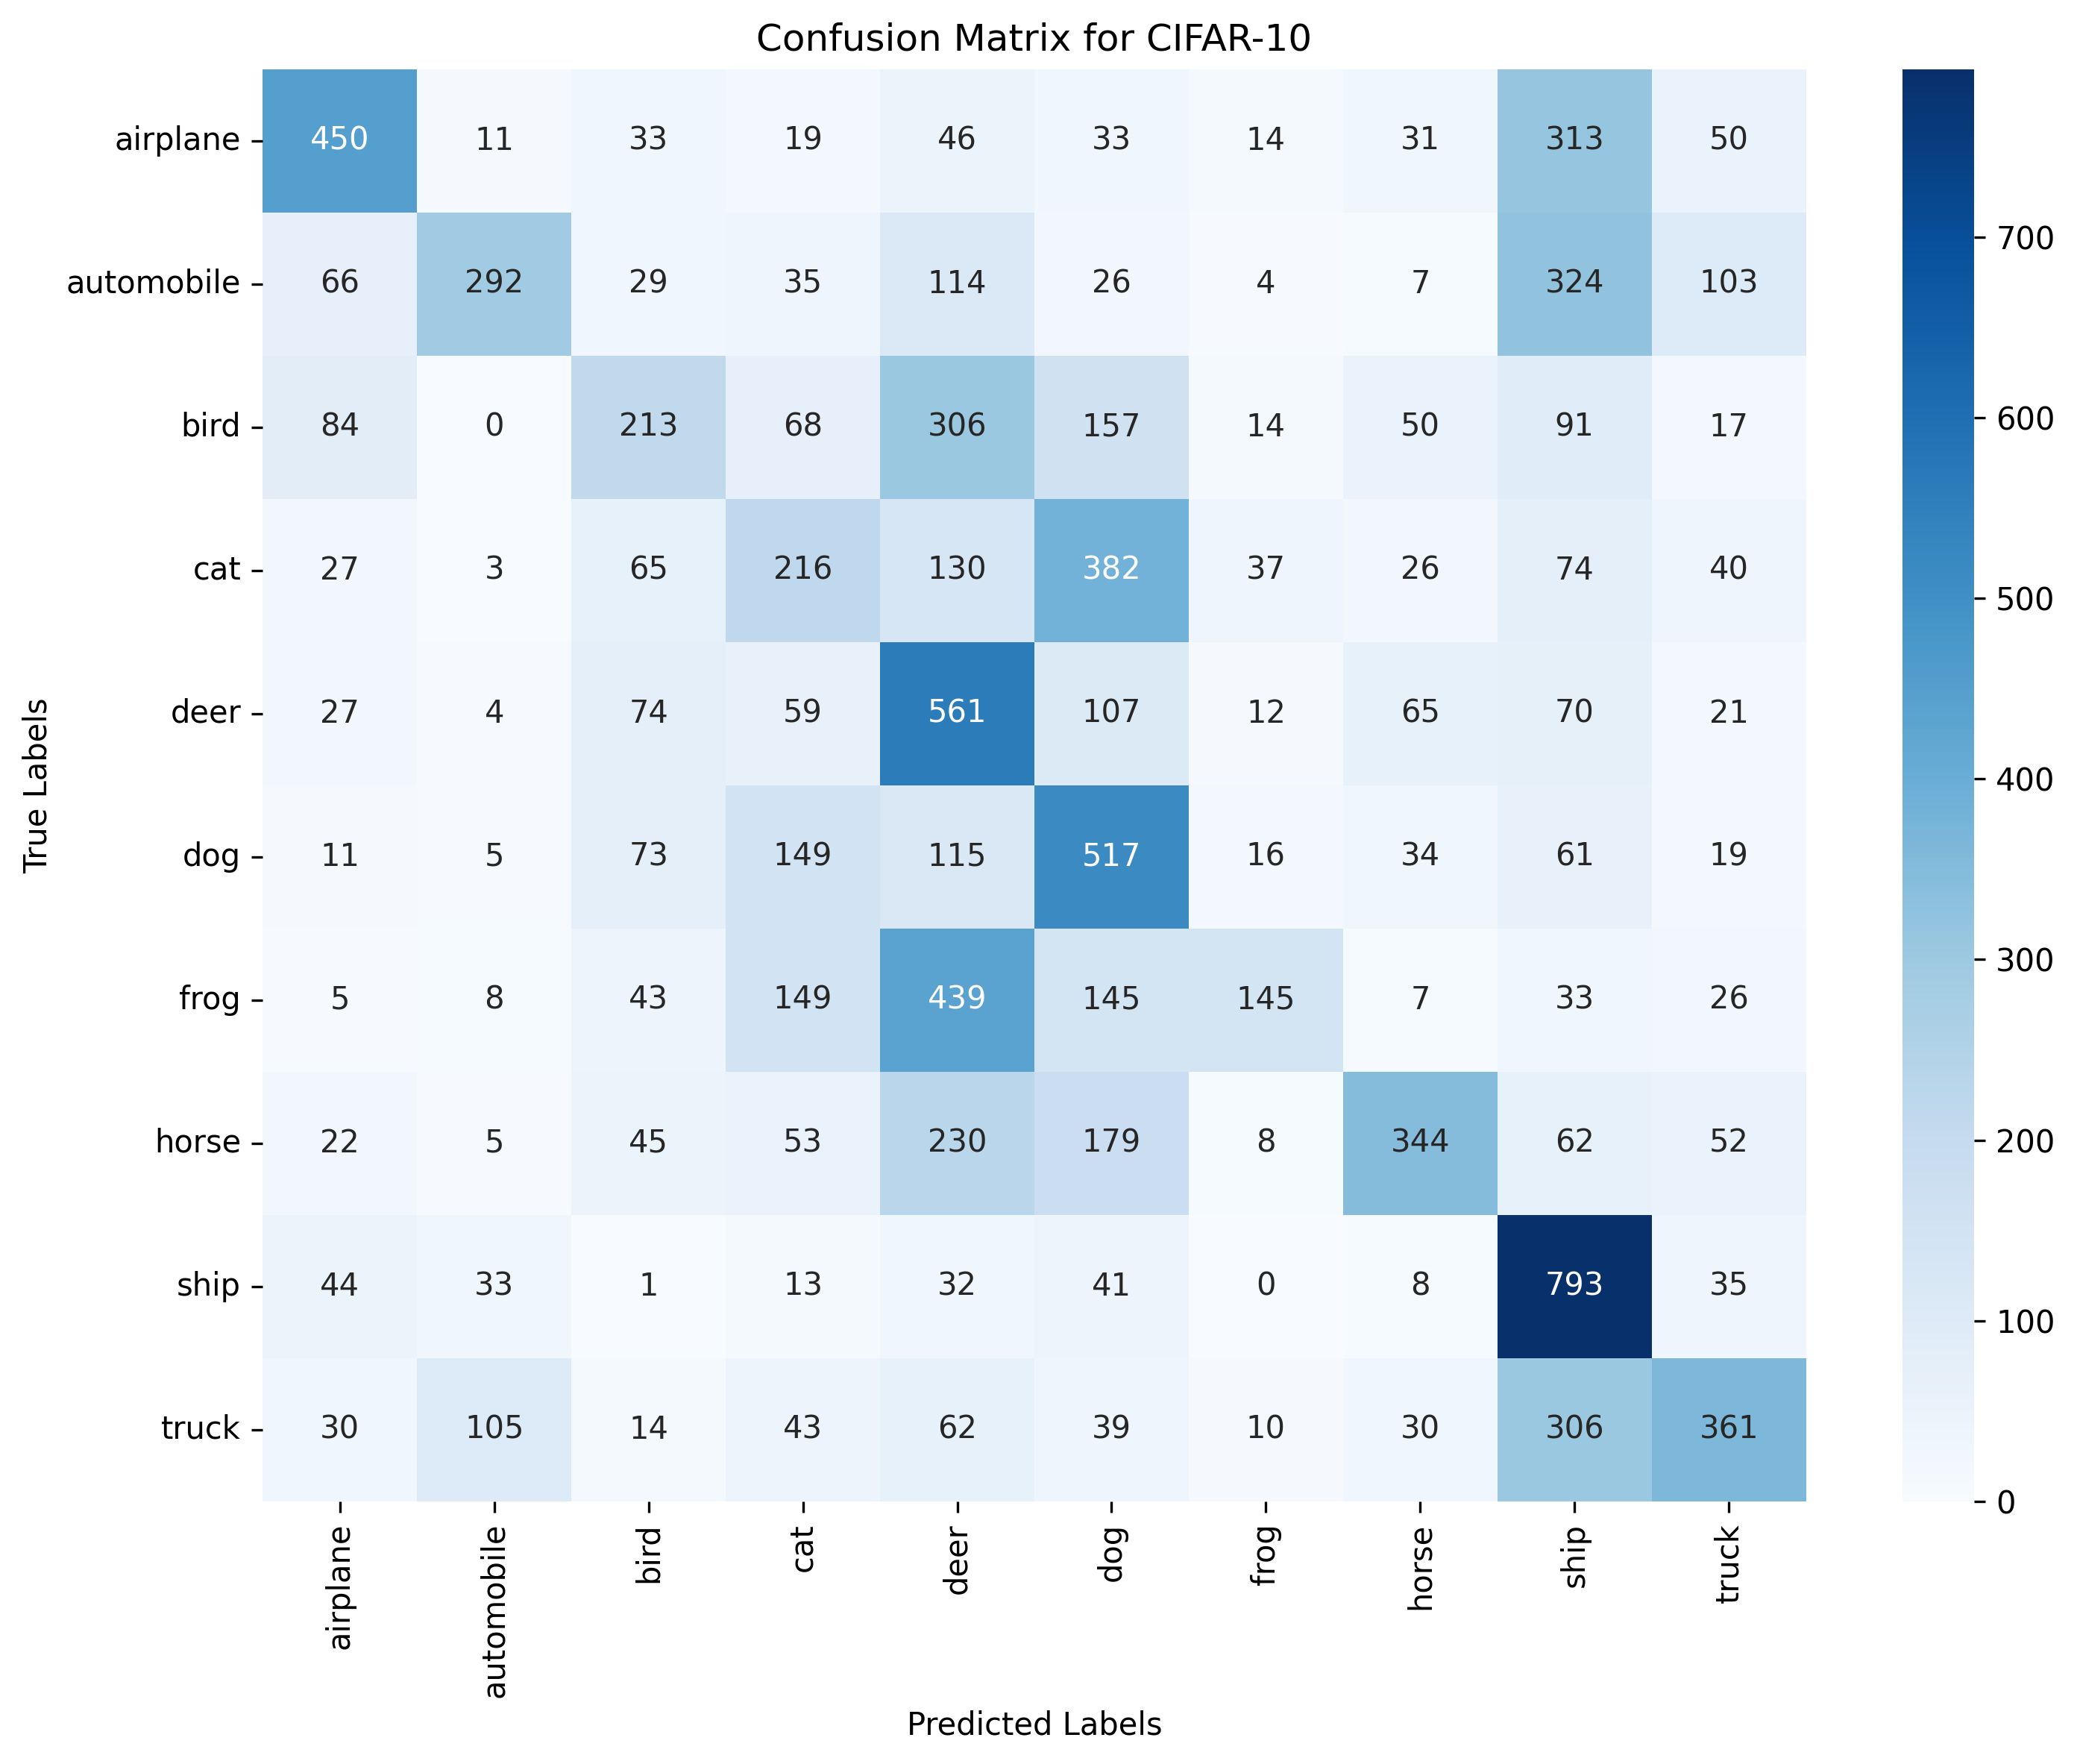 Confusion Matrix for CIFAR-10
airplane 450 11 33 19 46 33 14 31 313 50
automobile 66 292 29 35 114 26 4 7 324 103
bird 84 0 213 68 306 157 14 50 91 17
cat 27 3 65 216 130 382 37 26 74 40
deer 27 4 74 59 561 107 12 65 70 21
dog 11 5 73 149 115 517 16 34 61 19
frog 5 8 43 149 439 145 145 7 33 26
horse 22 5 45 53 230 179 8 344 62 52
ship 44 33 1 13 32 41 0 8 793 35
truck 30 105 14 43 62 39 10 30 306 361
True Labels
airplane automobile bird cat deer dog frog horse ship truck
Predicted Labels
700
600
500
400
300
200
100
0